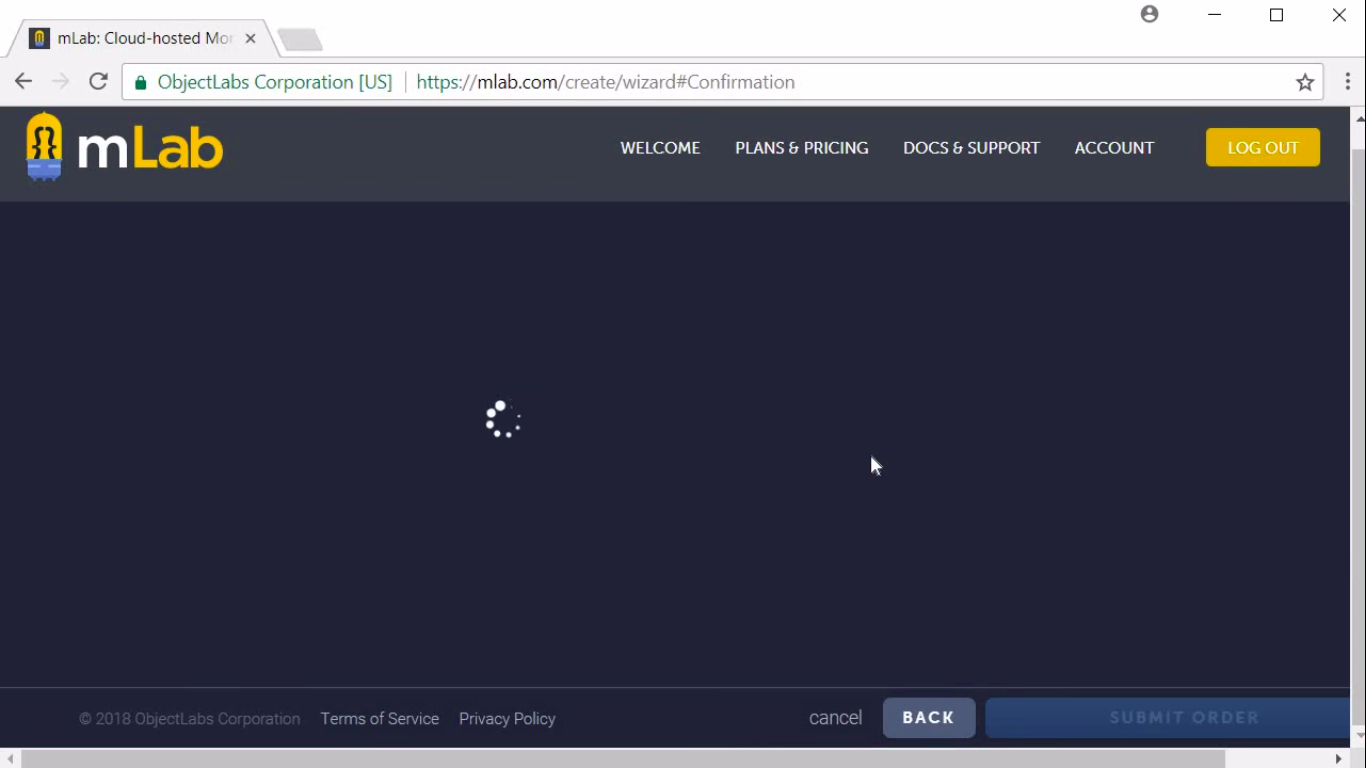 mLab: Cloud-hosted Mo
ObjectLabs Corporation [US] https://mlab.com/create/wizard#Confirmation
mLab WELCOME PLANS & PRICING DOCS & SUPPORT ACCOUNT LOG OUT
© 2018 ObjectLabs Corporation Terms of Service Privacy Policy cancel BACK SUBMIT ORDER